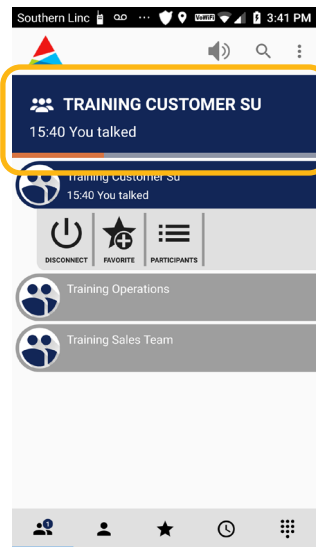 Southern Linc ... VoWiFi 3:41 PM
TRAINING CUSTOMER SU
15:40 You talked
Training Customer Su
15:40 You talked
DISCONNECT FAVORITE PARTICIPANTS
Training Operations
Training Sales Team
1